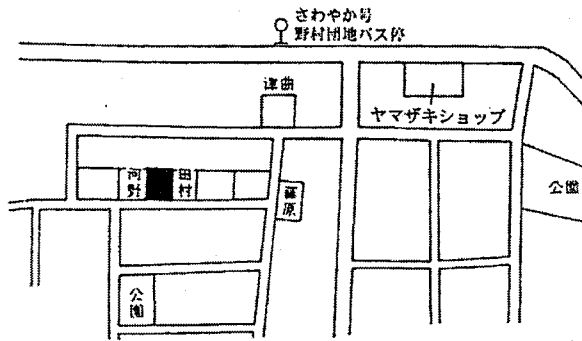 さわやか号
野村団地バス停
津曲
ヤマザキショップ
河野
田村
藤原
公園
公園